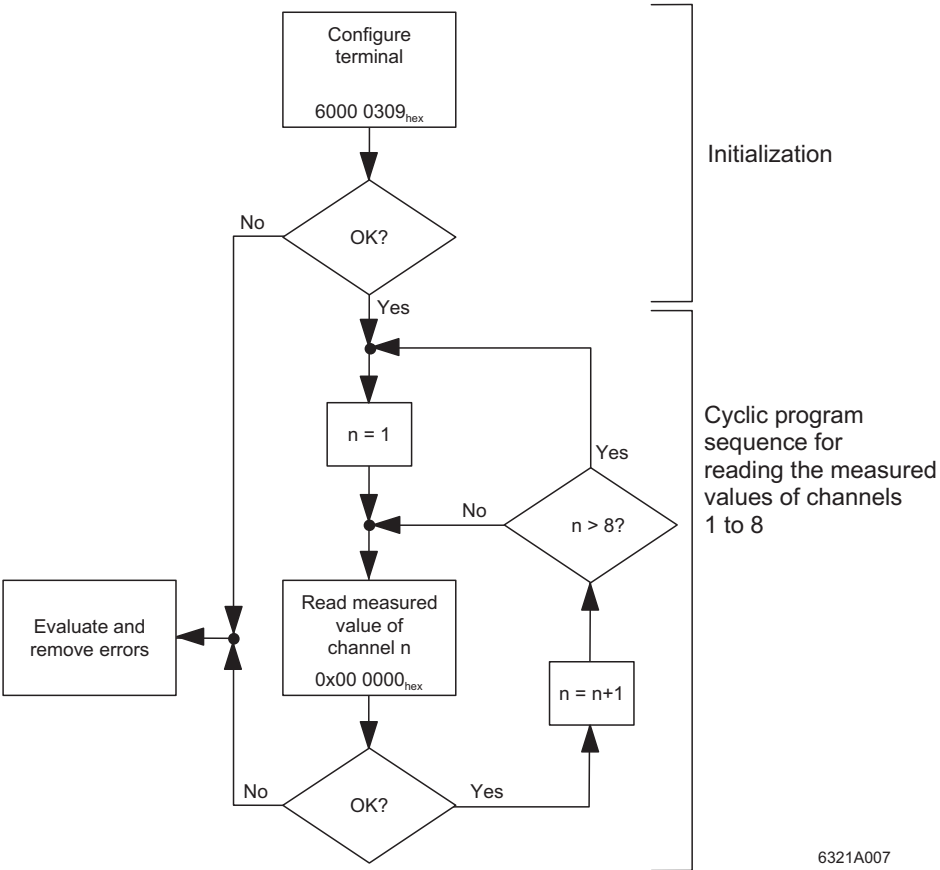 Configure
terminal
6000 0309hex
Initialization
No
OK?
Yes
n = 1
Yes
No
n > 8?
Cyclic program
sequence for
reading the measured
values of channels
1 to 8
Evaluate and
remove errors
Read measured
value of
channel n
0x00 0000hex
n = n+1
No
OK?
Yes
6321A007